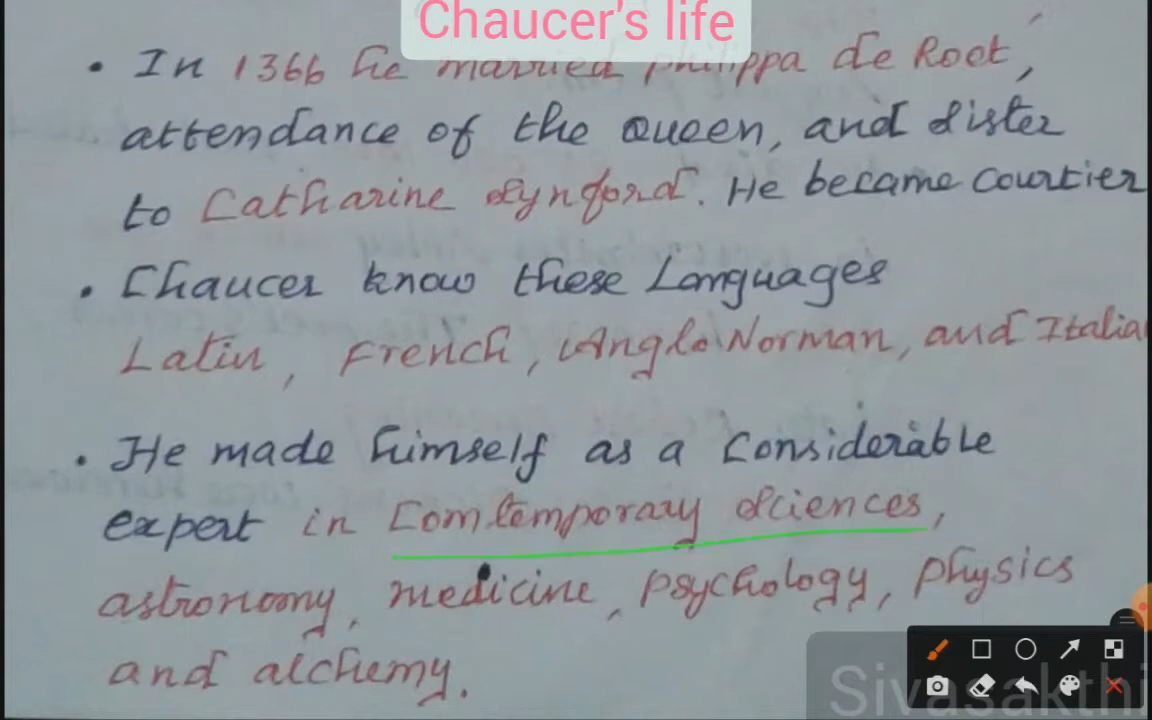 Chaucer's life
• In 1366 he married philippa de Roet,
attendance of the Queen, and sister
to Catharine Synford. He became courtier
• Chaucer know these Languages
Latin, French, Anglo Norman, and Italia
• He made himself as a Considerable
expert in Comtemporary sciences,
astronomy, medicine, psychology, physics
and alchemy.
Sivasakthi